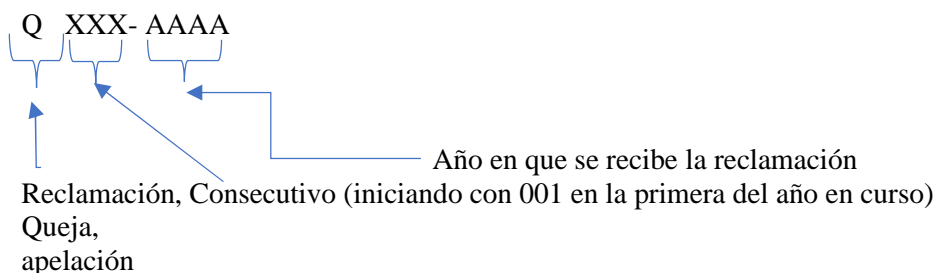 Q XXX- AAAA
Año en que se recibe la reclamación
Reclamación, Consecutivo (iniciando con 001 en la primera del año en curso)
Queja,
apelación